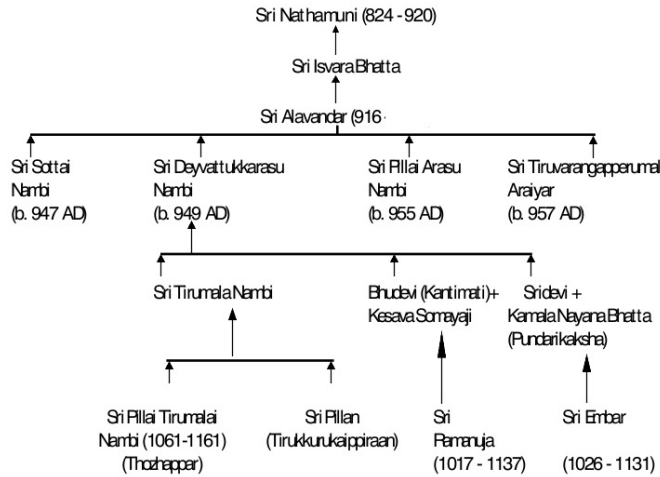 Sri Nathamuni (824 - 920)
Sri Isvara Bhatta
Sri Alavandar (916
Sri Sottai
Nambi
(b. 947 AD)
Sri Deyvattukkarasu
Nambi
(b. 949 AD)
Sri Pillai Arasu
Nambi
(b. 955 AD)
Sri Tiruvarangapperumal
Araiyar
(b. 957 AD)
Sri Tirumala Nambi
Bhudevi (Kantimati)+
Kesava Somayaji
Sridevi +
Kamala Nayana Bhatta
(Pundarikaksha)
Sri Pillai Tirumalai
Nambi (1061-1161)
(Thozhappar)
Sri Pillan
(Tirukkurukaippiraan)
Sri
Ramanuja
(1017 - 1137)
Sri Embar
(1026 - 1131)